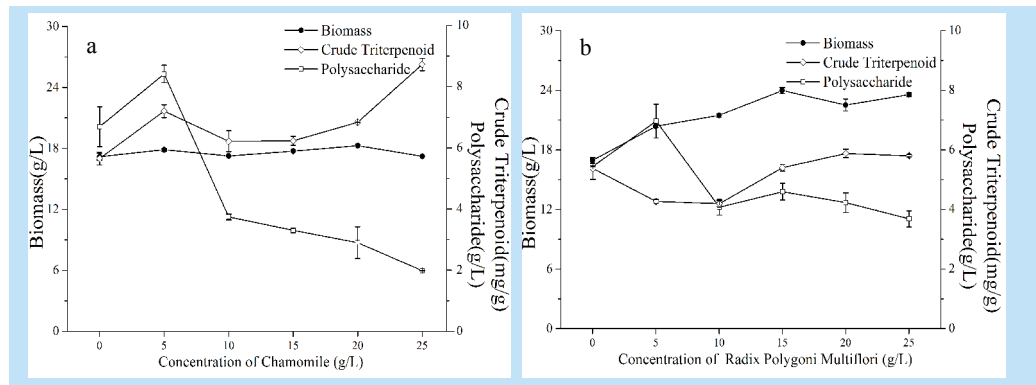 a
Biomass
Crude Triterpenoid
Polysaccharide
30
24
18
12
6
0
10
8
6
4
2
0
Biomass(g/L)
Crude Triterpenoid(mg/g)
Polysaccharide(g/L)
0 5 10 15 20 25
Concentration of Chamomile (g/L)
b
Biomass
Crude Triterpenoid
Polysaccharide
30
24
18
12
6
0
10
8
6
4
2
0
Biomass(g/L)
Crude Triterpenoid(mg/g)
Polysaccharide(g/L)
0 5 10 15 20 25
Concentration of Radix Polygoni Multiflori (g/L)